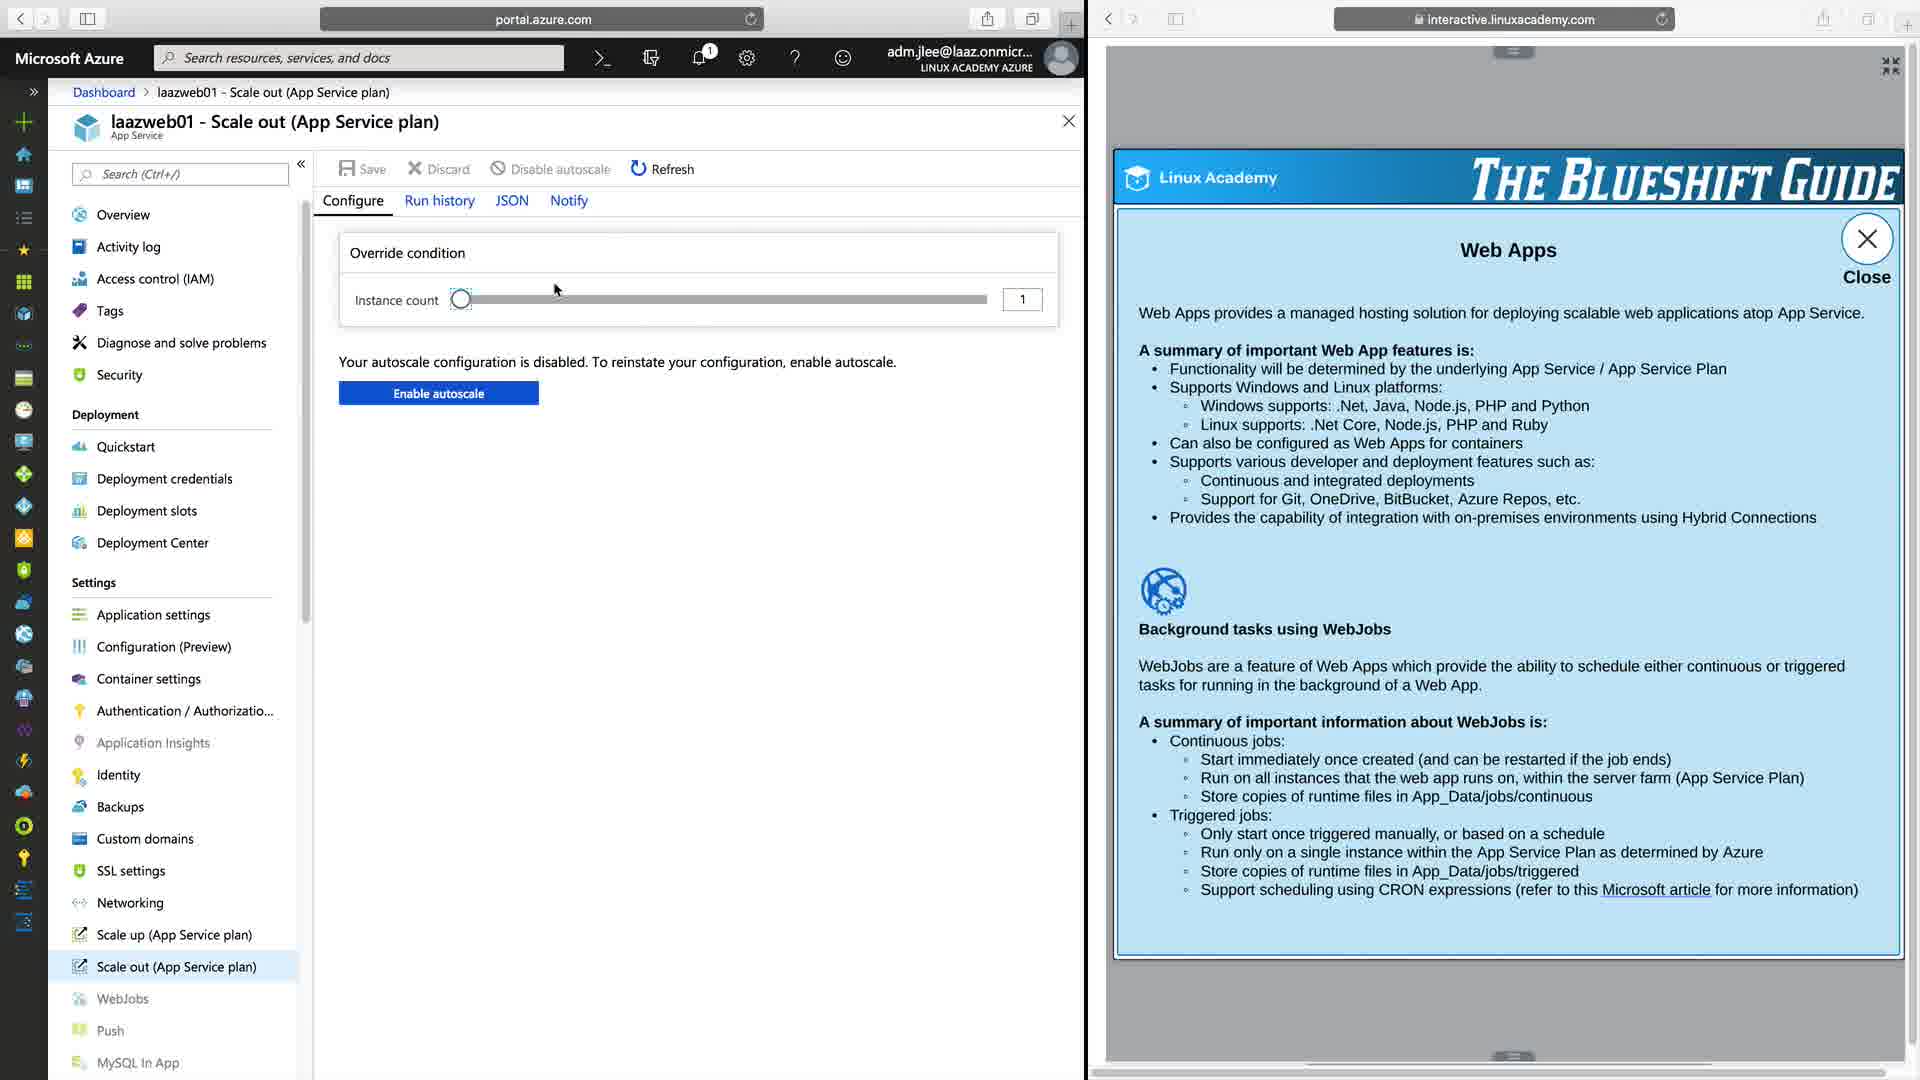 portal.azure.com
Microsoft Azure
Search resources, services, and docs
1
adm.jlee@laaz.onmicr...
LINUX ACADEMY AZURE
Dashboard > laazweb01 - Scale out (App Service plan)
laazweb01 - Scale out (App Service plan)
App Service
Search (Ctrl+/)
Overview
Activity log
Access control (IAM)
Tags
Diagnose and solve problems
Security
Deployment
Quickstart
Deployment credentials
Deployment slots
Deployment Center
Settings
Application settings
Configuration (Preview)
Container settings
Authentication / Authorizatio...
Application Insights
Identity
Backups
Custom domains
SSL settings
Networking
Scale up (App Service plan)
Scale out (App Service plan)
WebJobs
Push
MySQL In App
Save Discard Disable autoscale Refresh
Configure Run history JSON Notify
Override condition
Instance count 1
Your autoscale configuration is disabled. To reinstate your configuration, enable autoscale.
Enable autoscale
interactive.linuxacademy.com
Linux Academy THE BLUESHIFT GUIDE
Web Apps
Close
Web Apps provides a managed hosting solution for deploying scalable web applications atop App Service.
A summary of important Web App features is:
• Functionality will be determined by the underlying App Service / App Service Plan
• Supports Windows and Linux platforms:
◦ Windows supports: .Net, Java, Node.js, PHP and Python
◦ Linux supports: .Net Core, Node.js, PHP and Ruby
• Can also be configured as Web Apps for containers
• Supports various developer and deployment features such as:
◦ Continuous and integrated deployments
◦ Support for Git, OneDrive, BitBucket, Azure Repos, etc.
• Provides the capability of integration with on-premises environments using Hybrid Connections
Background tasks using WebJobs
WebJobs are a feature of Web Apps which provide the ability to schedule either continuous or triggered
tasks for running in the background of a Web App.
A summary of important information about WebJobs is:
• Continuous jobs:
◦ Start immediately once created (and can be restarted if the job ends)
◦ Run on all instances that the web app runs on, within the server farm (App Service Plan)
◦ Store copies of runtime files in App_Data/jobs/continuous
• Triggered jobs:
◦ Only start once triggered manually, or based on a schedule
◦ Run only on a single instance within the App Service Plan as determined by Azure
◦ Store copies of runtime files in App_Data/jobs/triggered
◦ Support scheduling using CRON expressions (refer to this Microsoft article for more information)